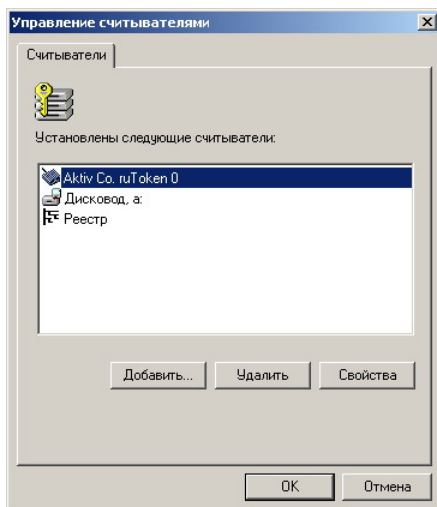 Управление считывателями
Считыватели
Установлены следующие считыватели:
Aktiv Co. ruToken 0
Дисковод, a:
Реестр
Добавить... Удалить Свойства
OK Отмена